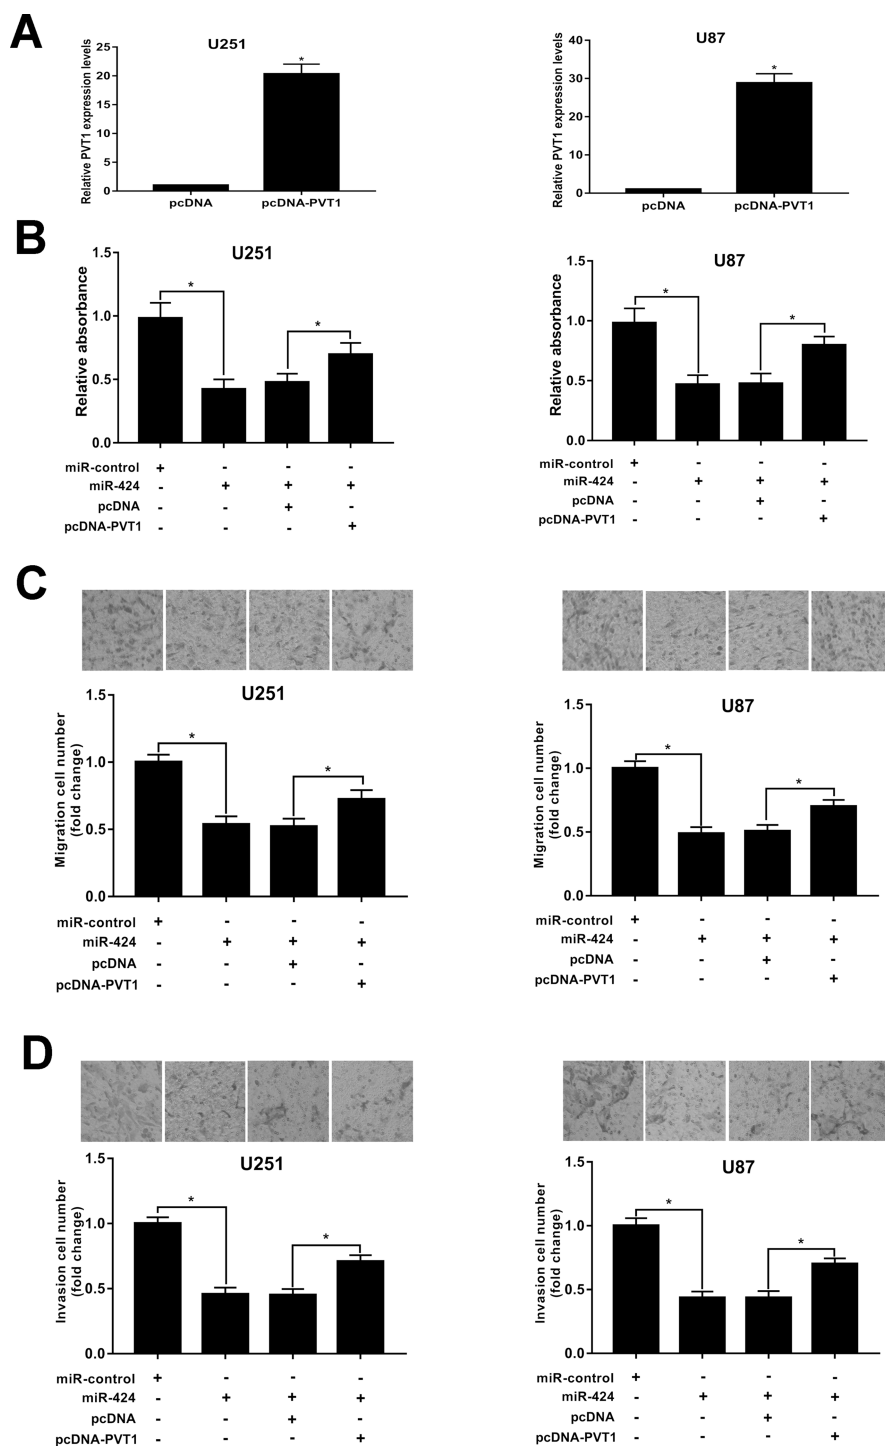 A
U251
Relative PVT1 expression levels
25
20
15
10
5
0
*
pcDNA
pcDNA-PVT1
U87
Relative PVT1 expression levels
40
30
20
10
0
*
pcDNA
pcDNA-PVT1
B
U251
Relative absorbance
1.5
1.0
0.5
0.0
*
*
miR-control + - - -
miR-424 - + + +
pcDNA - - + -
pcDNA-PVT1 - - - +
U87
Relative absorbance
1.5
1.0
0.5
0.0
*
*
miR-control + - - -
miR-424 - + + +
pcDNA - - + -
pcDNA-PVT1 - - - +
C
U251
Migration cell number
(fold change)
1.5
1.0
0.5
0.0
*
*
miR-control + - - -
miR-424 - + + +
pcDNA - - + -
pcDNA-PVT1 - - - +
U87
Migration cell number
(fold change)
1.5
1.0
0.5
0.0
*
*
miR-control + - - -
miR-424 - + + +
pcDNA - - + -
pcDNA-PVT1 - - - +
D
U251
Invasion cell number
(fold change)
1.5
1.0
0.5
0.0
*
*
miR-control + - - -
miR-424 - + + +
pcDNA - - + -
pcDNA-PVT1 - - - +
U87
Invasion cell number
(fold change)
1.5
1.0
0.5
0.0
*
*
miR-control + - - -
miR-424 - + + +
pcDNA - - + -
pcDNA-PVT1 - - - +